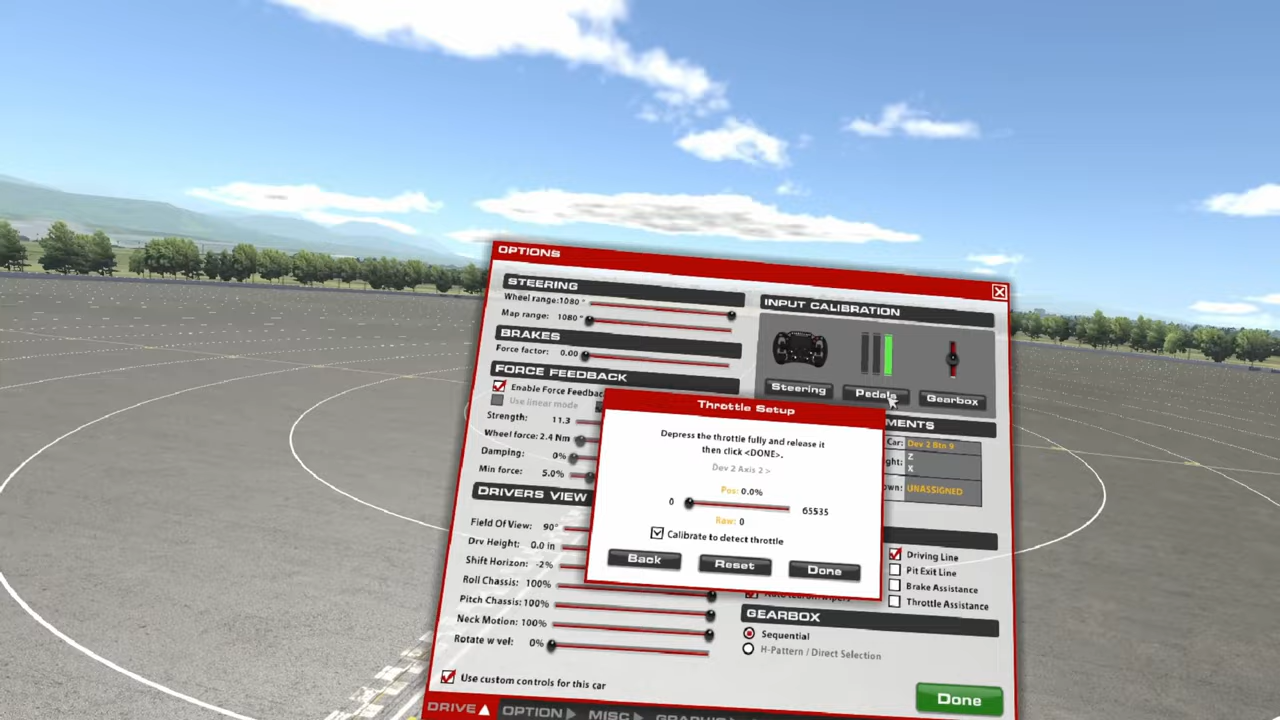 OPTIONS
STEERING
Wheel range:1080 °
Map range: 1080 °
BRAKES
Force factor: 0.00
FORCE FEEDBACK
Enable Force Feedbac
Use linear mode
Strength: 11.3
Wheel force: 2.4 Nm
Damping: 0%
Min force: 5.0%
DRIVERS VIEW
Field Of View: 90°
Drv Height: 0.0 in
Shift Horizon: -2%
Roll Chassis: 100%
Pitch Chassis: 100%
Neck Motion: 100%
Rotate w vel: 0%
Use custom controls for this car
INPUT CALIBRATION
Steering
Pedals
Gearbox
MENTS
Car: Dev 2 Btn 9
ght: Z
X
wn: UNASSIGNED
Throttle Setup
Depress the throttle fully and release it
then click <DONE>.
Dev 2 Axis 2 >
Pos: 0.0%
0
65535
Raw: 0
Calibrate to detect throttle
Back
Reset
Done
Driving Line
Pit Exit Line
Brake Assistance
Throttle Assistance
GEARBOX
Sequential
H-Pattern / Direct Selection
Done
DRIVE
OPTION
MISC